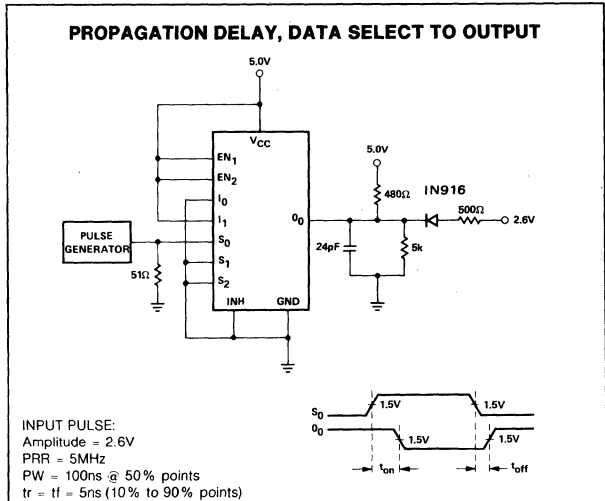 PROPAGATION DELAY, DATA SELECT TO OUTPUT
5.0V
VCC
EN1
EN2
I0
I1
S0
S1
S2
INH
GND
00
PULSE
GENERATOR
51Ω
5.0V
480Ω
IN916
500Ω
2.6V
24pF
5k
S0
1.5V
1.5V
00
1.5V
1.5V
ton
toff
INPUT PULSE:
Amplitude = 2.6V
PRR = 5MHz
PW = 100ns @ 50% points
tr = tf = 5ns (10% to 90% points)